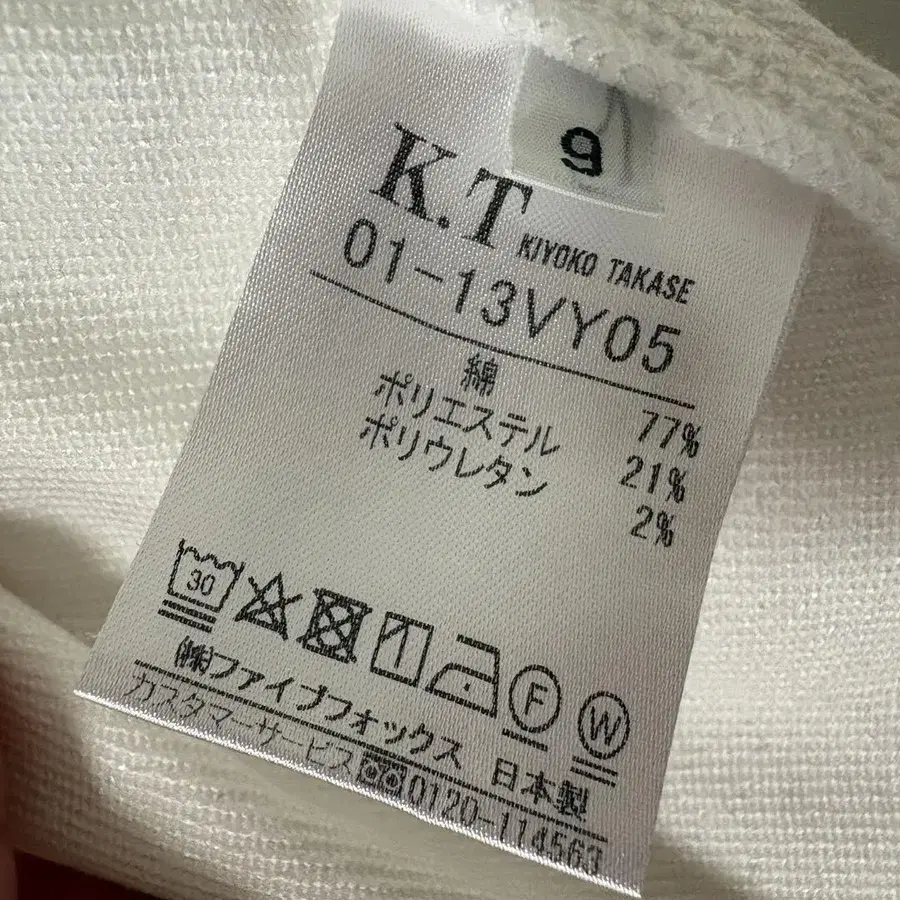 9
K.T
KIYOKO TAKASE
01-13VY05
綿 77%
ポリエステル 21%
ポリウレタン 2%
30
F
W
(株)ファイブフォックス 日本製
カスタマーサービス 0120-114563